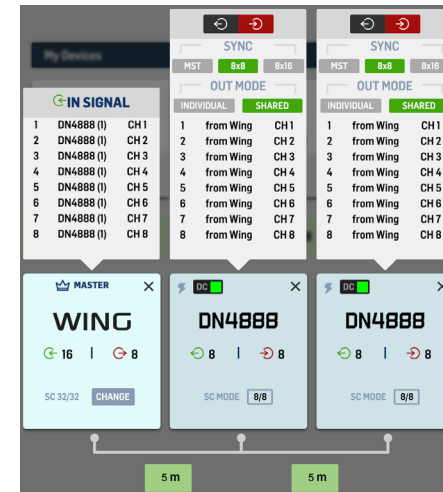 My Devices
IN SIGNAL
1 DN4888 (1) CH 1
2 DN4888 (1) CH 2
3 DN4888 (1) CH 3
4 DN4888 (1) CH 4
5 DN4888 (1) CH 5
6 DN4888 (1) CH 6
7 DN4888 (1) CH 7
8 DN4888 (1) CH 8
MASTER
WING
16 | 8
SC 32/32 CHANGE
SYNC
MST 8x8 8x16
OUT MODE
INDIVIDUAL SHARED
1 from Wing CH 1
2 from Wing CH 2
3 from Wing CH 3
4 from Wing CH 4
5 from Wing CH 5
6 from Wing CH 6
7 from Wing CH 7
8 from Wing CH 8
DC
DN4888
8 | 8
SC MODE 8/8
SYNC
MST 8x8 8x16
OUT MODE
INDIVIDUAL SHARED
1 from Wing CH 1
2 from Wing CH 2
3 from Wing CH 3
4 from Wing CH 4
5 from Wing CH 5
6 from Wing CH 6
7 from Wing CH 7
8 from Wing CH 8
DC
DN4888
8 | 8
SC MODE 8/8
5 m
5 m